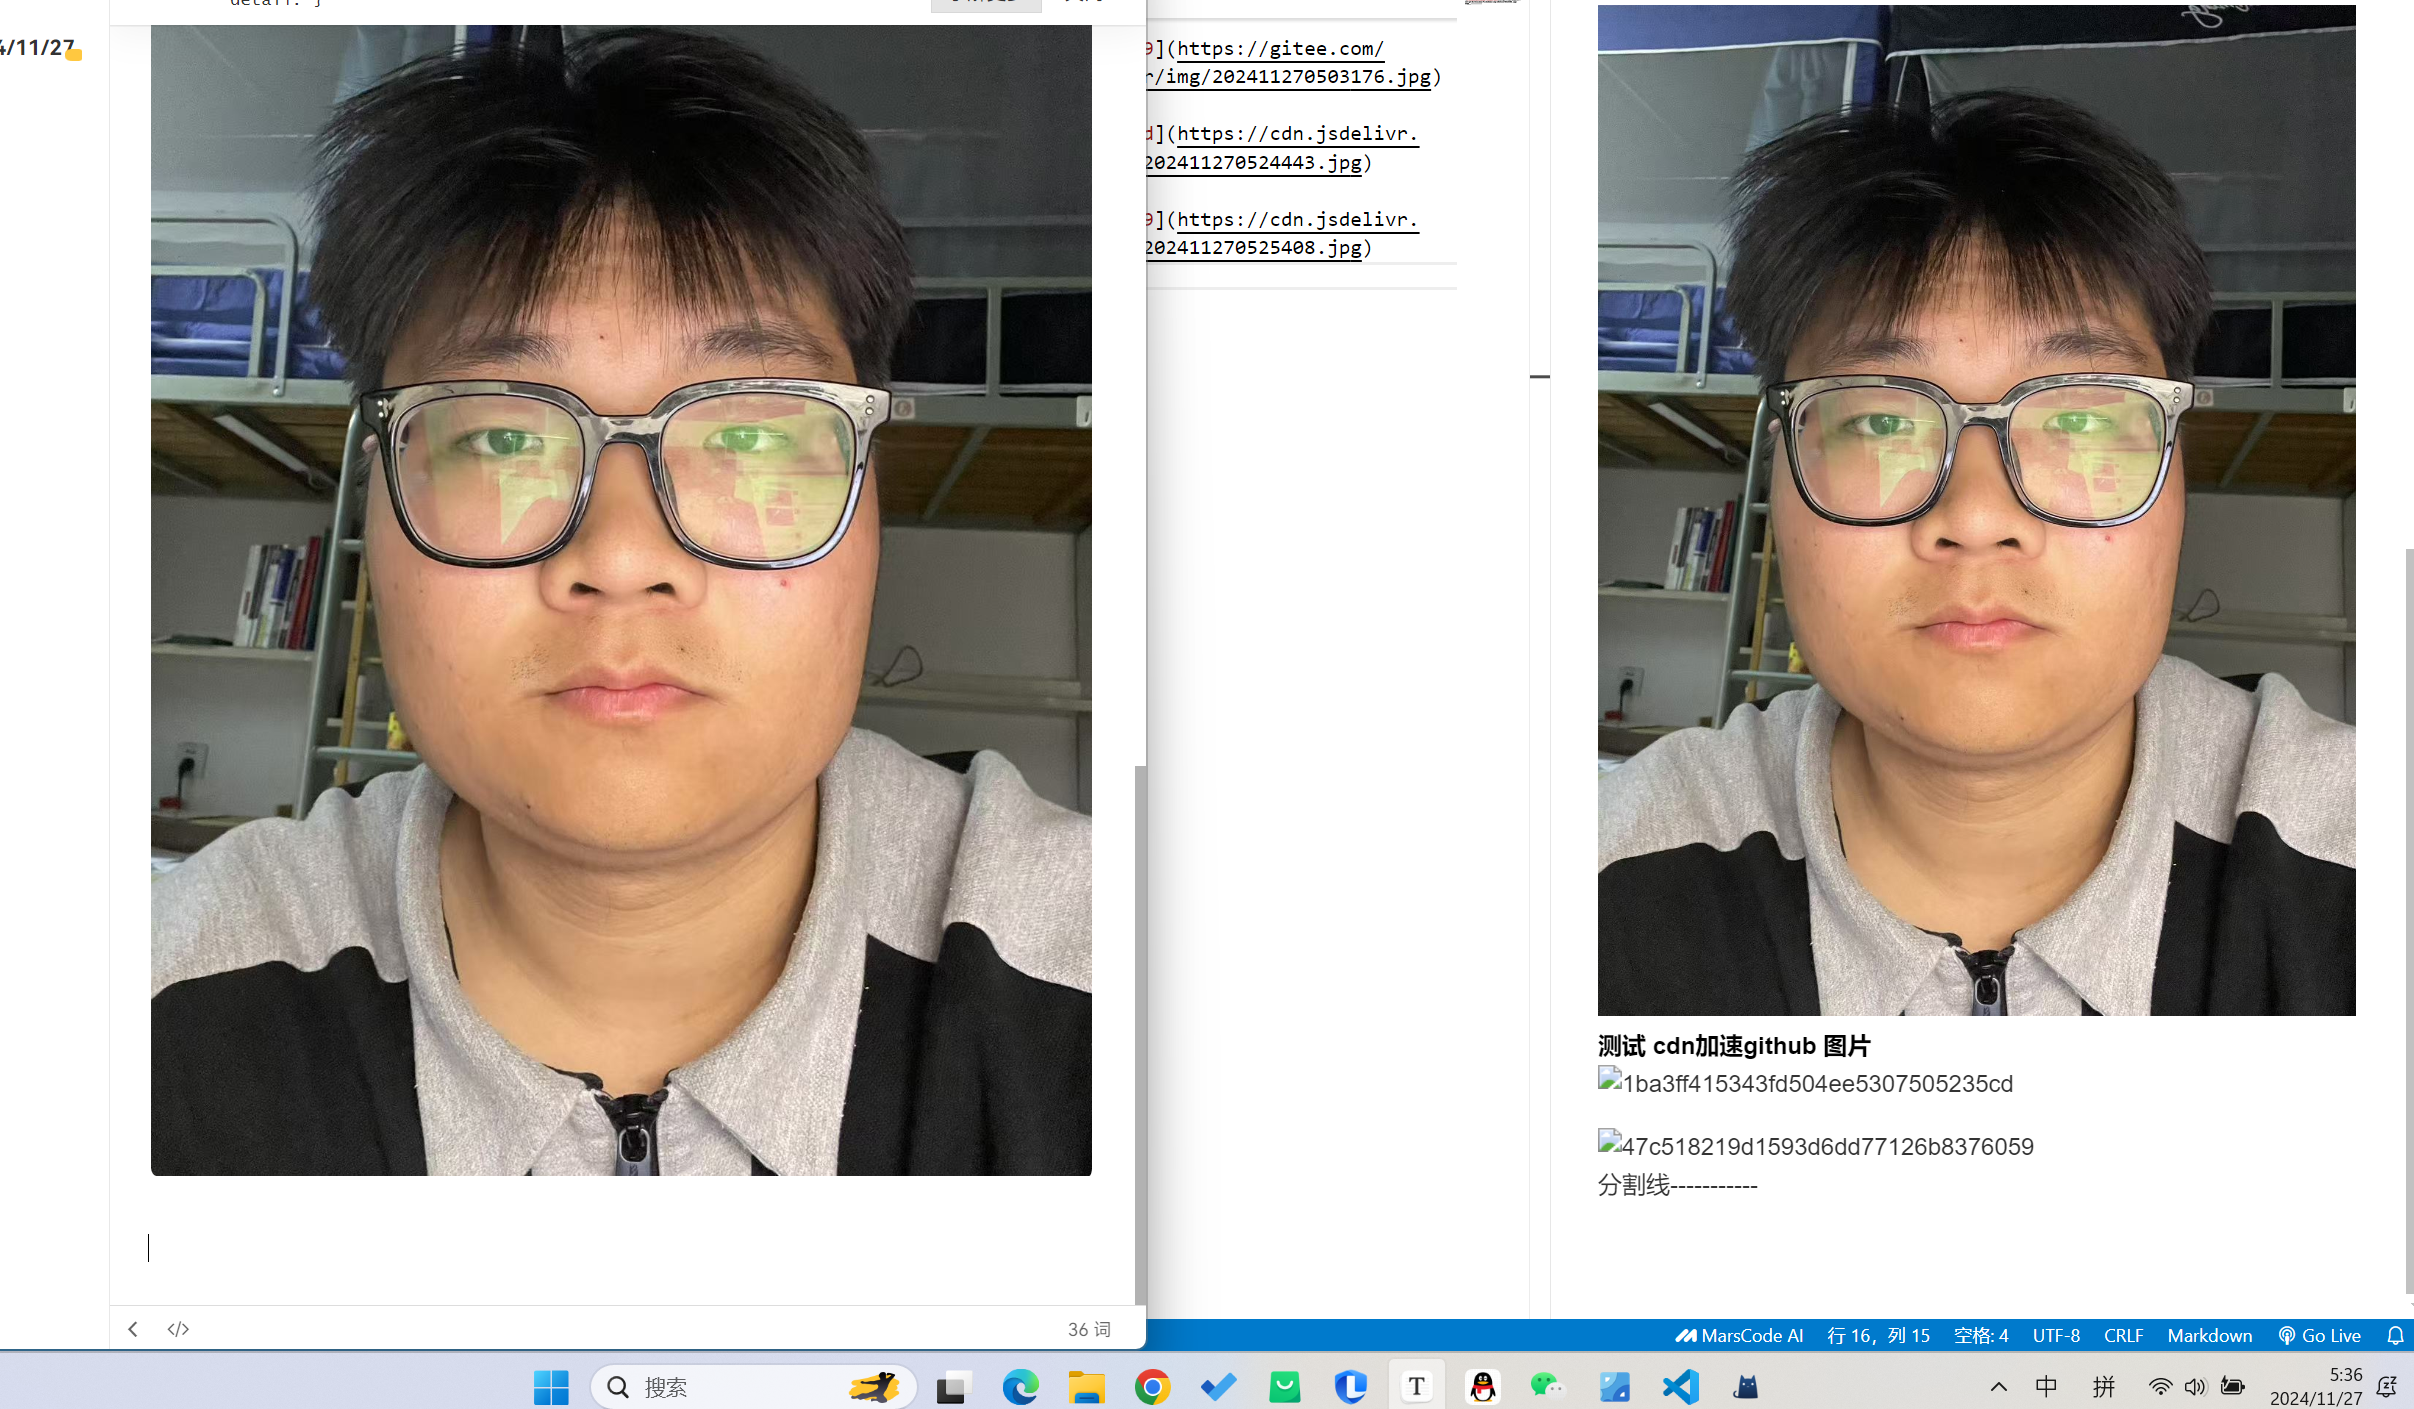 4/11/27
9](https://gitee.com/
r/img/202411270503176.jpg)
d](https://cdn.jsdelivr.
202411270524443.jpg)
9](https://cdn.jsdelivr.
202411270525408.jpg)
测试 cdn加速github 图片
1ba3ff415343fd504ee5307505235cd
47c518219d1593d6dd77126b8376059
分割线-----------
</>
36 词
MarsCode AI 行 16，列 15 空格: 4 UTF-8 CRLF Markdown Go Live
搜索
T
中 拼
5:36
2024/11/27